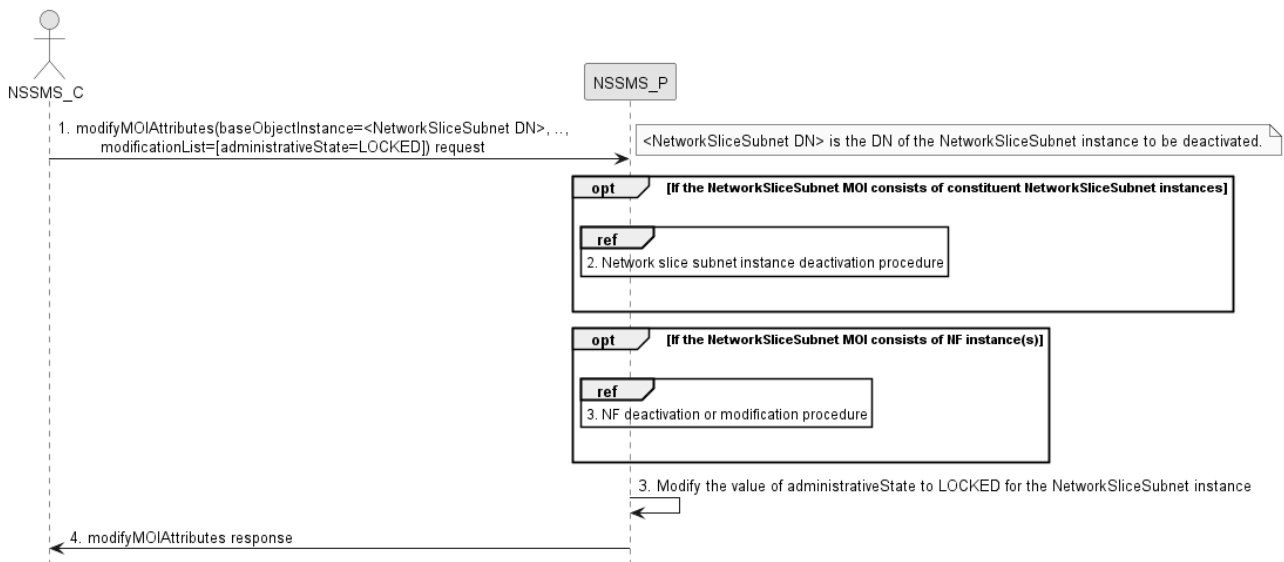 NSSMS_C
NSSMS_P
1. modifyMOIAttributes(baseObjectInstance=<NetworkSliceSubnet DN>, ..,
modificationList=[administrativeState=LOCKED]) request
<NetworkSliceSubnet DN> is the DN of the NetworkSliceSubnet instance to be deactivated.
opt [If the NetworkSliceSubnet MOI consists of constituent NetworkSliceSubnet instances]
ref
2. Network slice subnet instance deactivation procedure
opt [If the NetworkSliceSubnet MOI consists of NF instance(s)]
ref
3. NF deactivation or modification procedure
3. Modify the value of administrativeState to LOCKED for the NetworkSliceSubnet instance
4. modifyMOIAttributes response